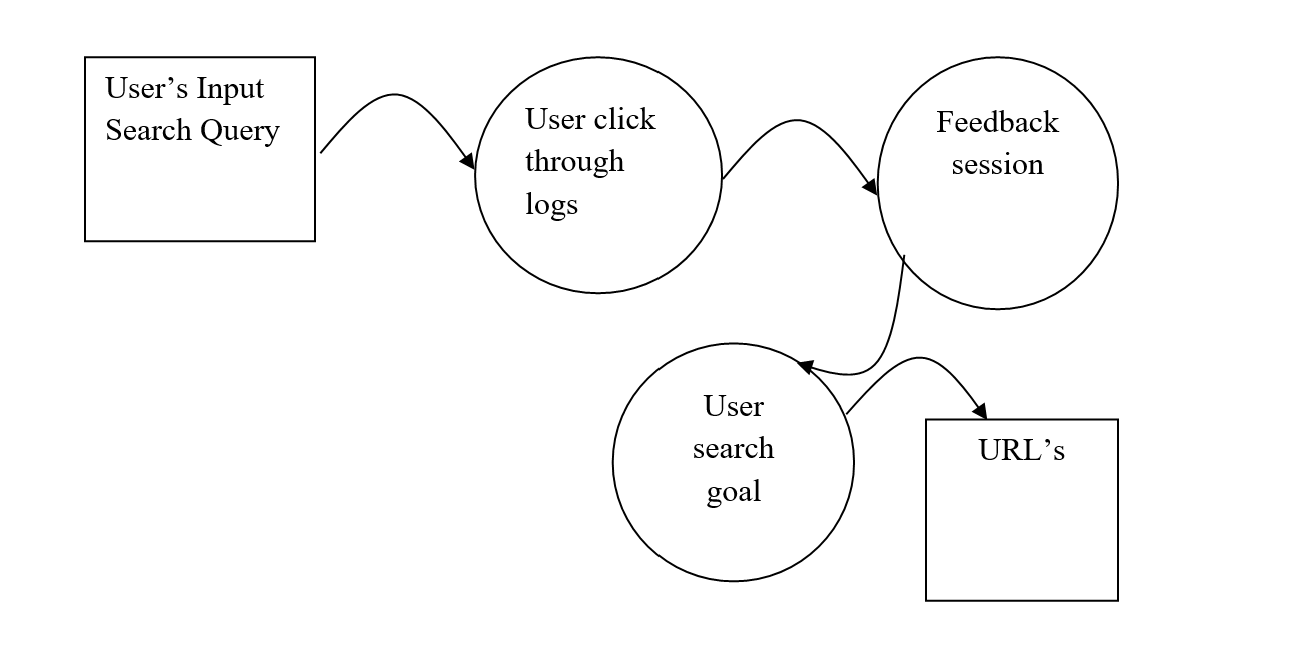 User’s Input
Search Query
User click
through
logs
Feedback
session
User
search
goal
URL’s